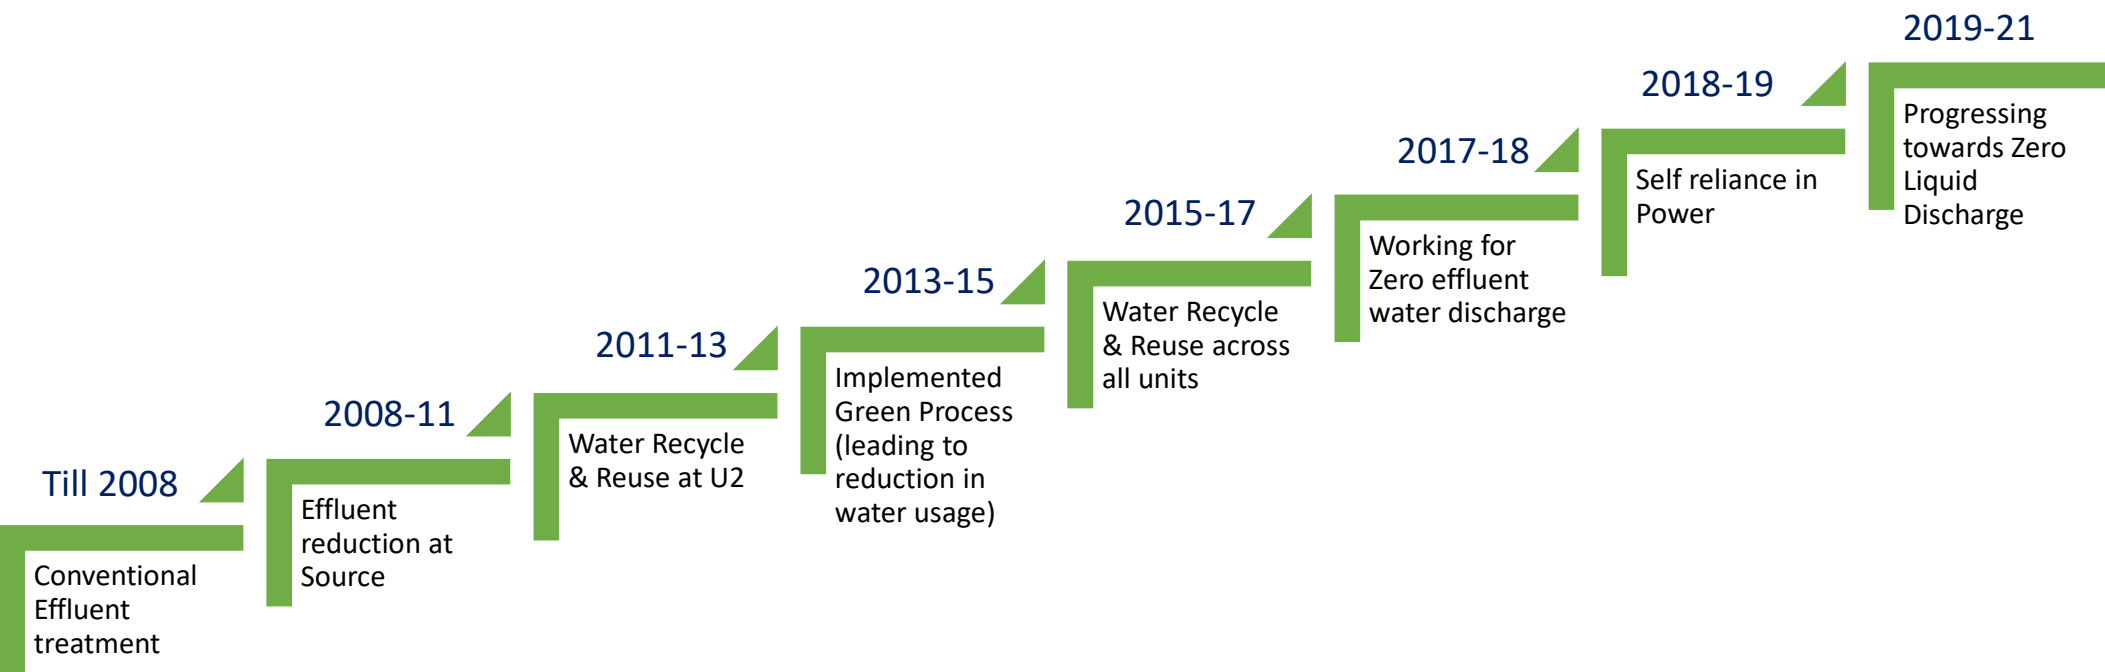 Till 2008
Conventional
Effluent
treatment
2008-11
Effluent
reduction at
Source
2011-13
Water Recycle
& Reuse at U2
2013-15
Implemented
Green Process
(leading to
reduction in
water usage)
2015-17
Water Recycle
& Reuse across
all units
2017-18
Working for
Zero effluent
water discharge
2018-19
Self reliance in
Power
2019-21
Progressing
towards Zero
Liquid
Discharge